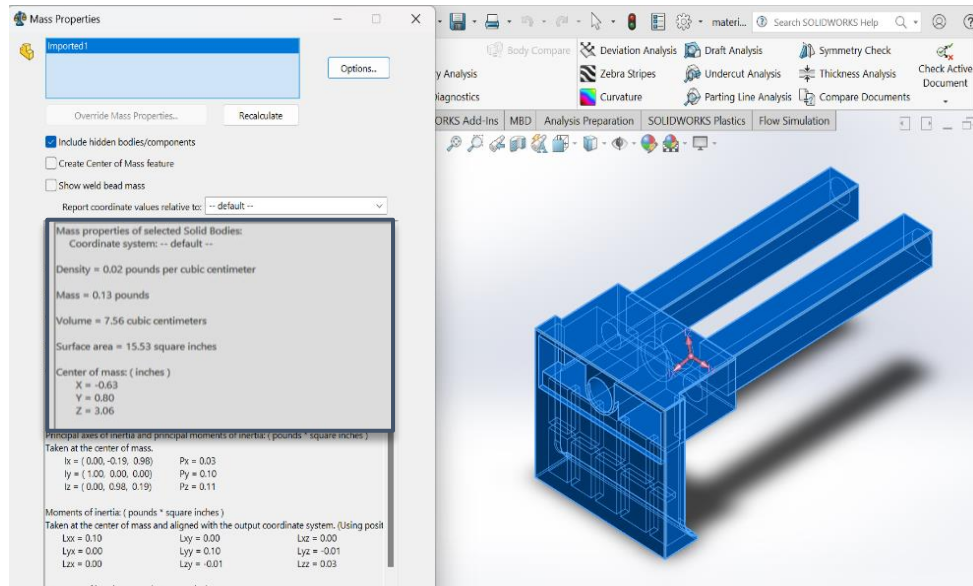 Mass Properties
Imported1
Options...
Override Mass Properties...
Recalculate
Include hidden bodies/components
Create Center of Mass feature
Show weld bead mass
Report coordinate values relative to: -- default --
Mass properties of selected Solid Bodies:
Coordinate system: -- default --
Density = 0.02 pounds per cubic centimeter
Mass = 0.13 pounds
Volume = 7.56 cubic centimeters
Surface area = 15.53 square inches
Center of mass: ( inches )
X = -0.63
Y = 0.80
Z = 3.06
Principal axes of inertia and principal moments of inertia: ( pounds * square inches )
Taken at the center of mass.
Ix = ( 0.00, -0.19, 0.98) Px = 0.03
Iy = ( 1.00, 0.00, 0.00) Py = 0.10
Iz = ( 0.00, 0.98, 0.19) Pz = 0.11
Moments of inertia: ( pounds * square inches )
Taken at the center of mass and aligned with the output coordinate system. (Using posit
Lxx = 0.10 Lxy = 0.00 Lxz = 0.00
Lyx = 0.00 Lyy = 0.10 Lyz = -0.01
Lzx = 0.00 Lzy = -0.01 Lzz = 0.03
materi... Search SOLIDWORKS Help
Body Compare Deviation Analysis Draft Analysis Symmetry Check
y Analysis Zebra Stripes Undercut Analysis Thickness Analysis Check Active Document
iagnostics Curvature Parting Line Analysis Compare Documents
ORKS Add-Ins MBD Analysis Preparation SOLIDWORKS Plastics Flow Simulation